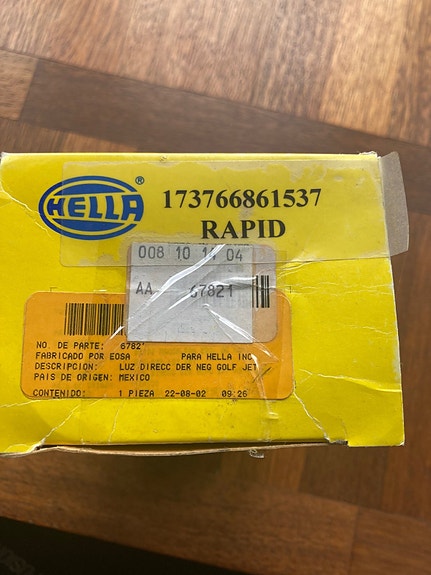 HELLA
®
173766861537
RAPID
008 10 14 04
AA 67821
NO. DE PARTE: 6782
FABRICADO POR EOSA PARA HELLA INC
DESCRIPCION: LUZ DIRECC DER NEG GOLF JET
PAIS DE ORIGEN: MEXICO
CONTENIDO: 1 PIEZA 22-08-02 09:26